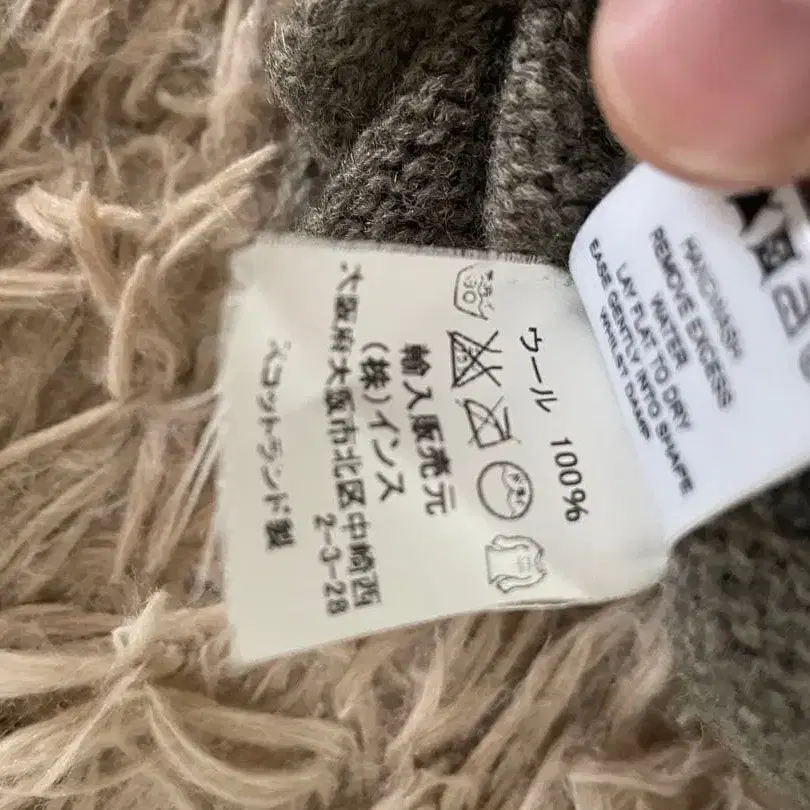 ウール 100%
30
輸入販売元
(株)インス
大阪府大阪市北区中崎西
2-3-28
スコットランド製
HANDWASH
REMOVE EXCESS
WATER
LAY FLAT TO DRY
EASE GENTLY INTO SHAPE
WHILST DAMP